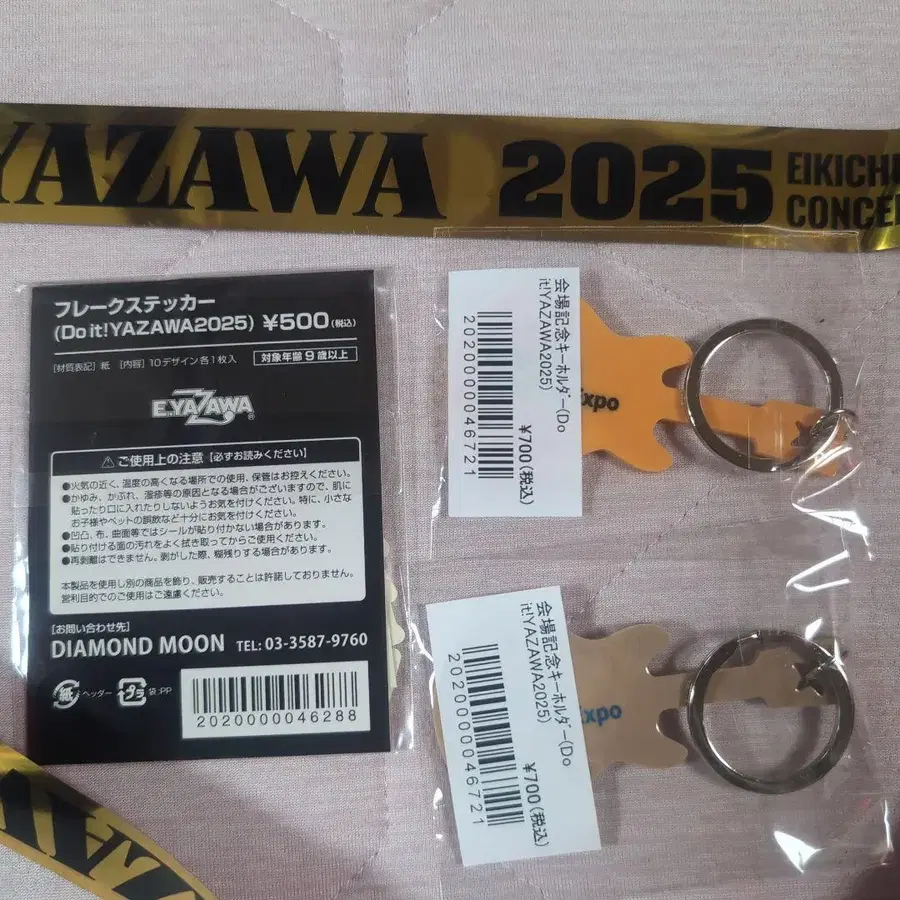 YAZAWA 2025 EIKICHI
CONCE
フレークステッカー
(Do it!YAZAWA2025) ¥500(税込)
[材質表記] 紙 [内容] 10デザイン各1枚入 対象年齢9歳以上
E.YAZAWA®
⚠ご使用上の注意【必ずお読みください】
●火気の近く、温度の高くなる場所での使用、保管はお控えください。
●かゆみ、かぶれ、湿疹等の原因となる場合がございますので、肌に
貼ったり口に入れたりしないようお気を付けください。特に、小さな
お子様やペットの誤飲など十分にお気を付けください。
●凹凸、布、曲面等ではシールが貼り付かない場合があります。
●貼り付ける面の汚れをよく拭き取ってからご使用ください。
●再剥離はできません。剥がした際、糊残りする場合があります。
本製品を使用し別の商品を飾り、販売することは許諾しておりません。
営利目的でのご使用はご遠慮ください。
[お問い合わせ先]
DIAMOND MOON TEL: 03-3587-9760
紙 ヘッダー プラ 袋:PP
2020000046288
会場記念キーホルダー(Do
it!YAZAWA2025)
2020000046721
¥700(税込)
Expo
会場記念キーホルダー(Do
it!YAZAWA2025)
2020000046721
¥700(税込)
Expo